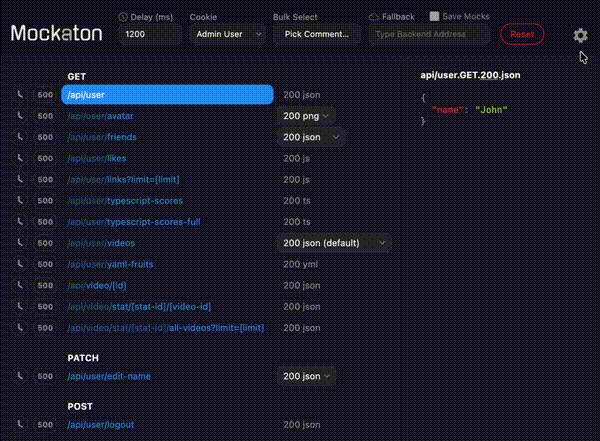 Mockaton
Delay (ms)
1200
Cookie
Admin User
Bulk Select
Pick Comment...
Fallback
Save Mocks
Type Backend Address
Reset
GET
500 /api/user 200 json
500 /api/user/avatar 200 png
500 /api/user/friends 200 json
500 /api/user/likes 200 js
500 /api/user/links?limit=[limit] 200 js
500 /api/user/typescript-scores 200 ts
500 /api/user/typescript-scores-full 200 ts
500 /api/user/videos 200 json (default)
500 /api/user/yaml-fruits 200 yml
500 /api/video/[id] 200 json
500 /api/video/stat/[stat-id]/[video-id] 200 json
500 /api/video/stat/[stat-id]/all-videos?limit=[limit] 200 json
PATCH
500 /api/user/edit-name 200 json
POST
500 /api/user/logout 200 json
api/user.GET.200.json
{
"name": "John"
}